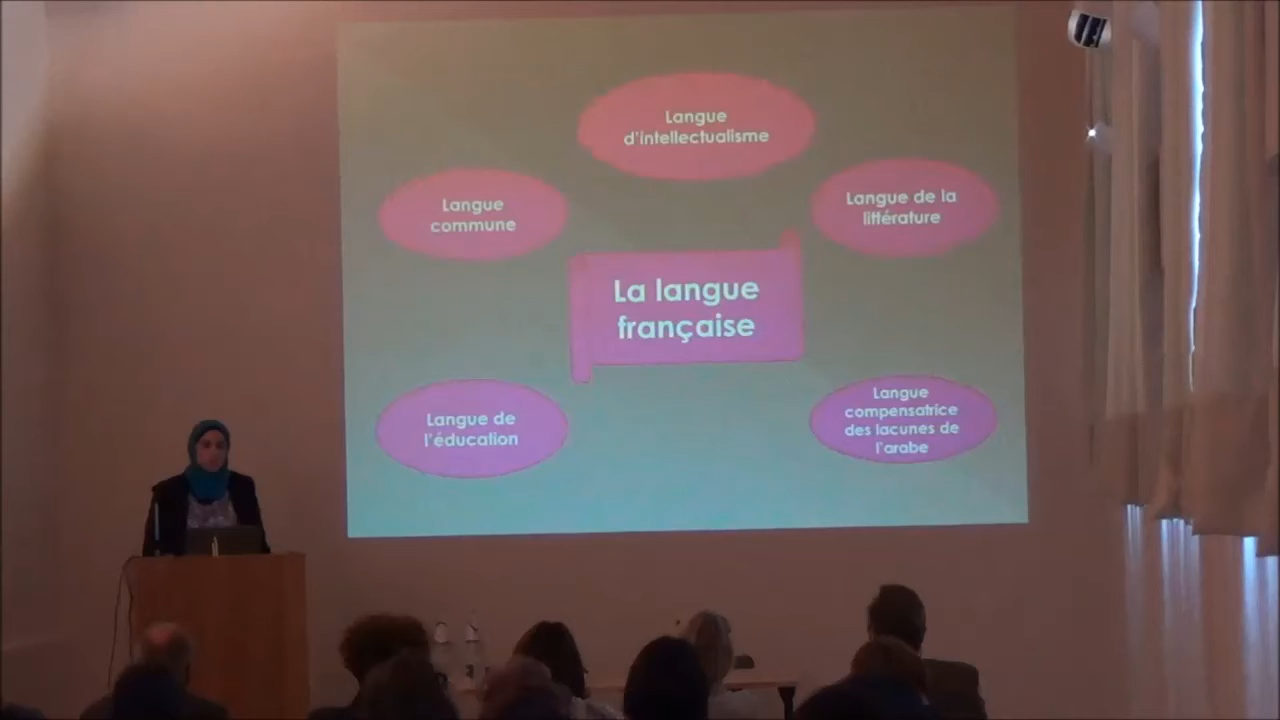 Langue
d'intellectualisme
Langue
commune
Langue de la
littérature
La langue
française
Langue de
l'éducation
Langue
compensatrice
des lacunes de
l'arabe